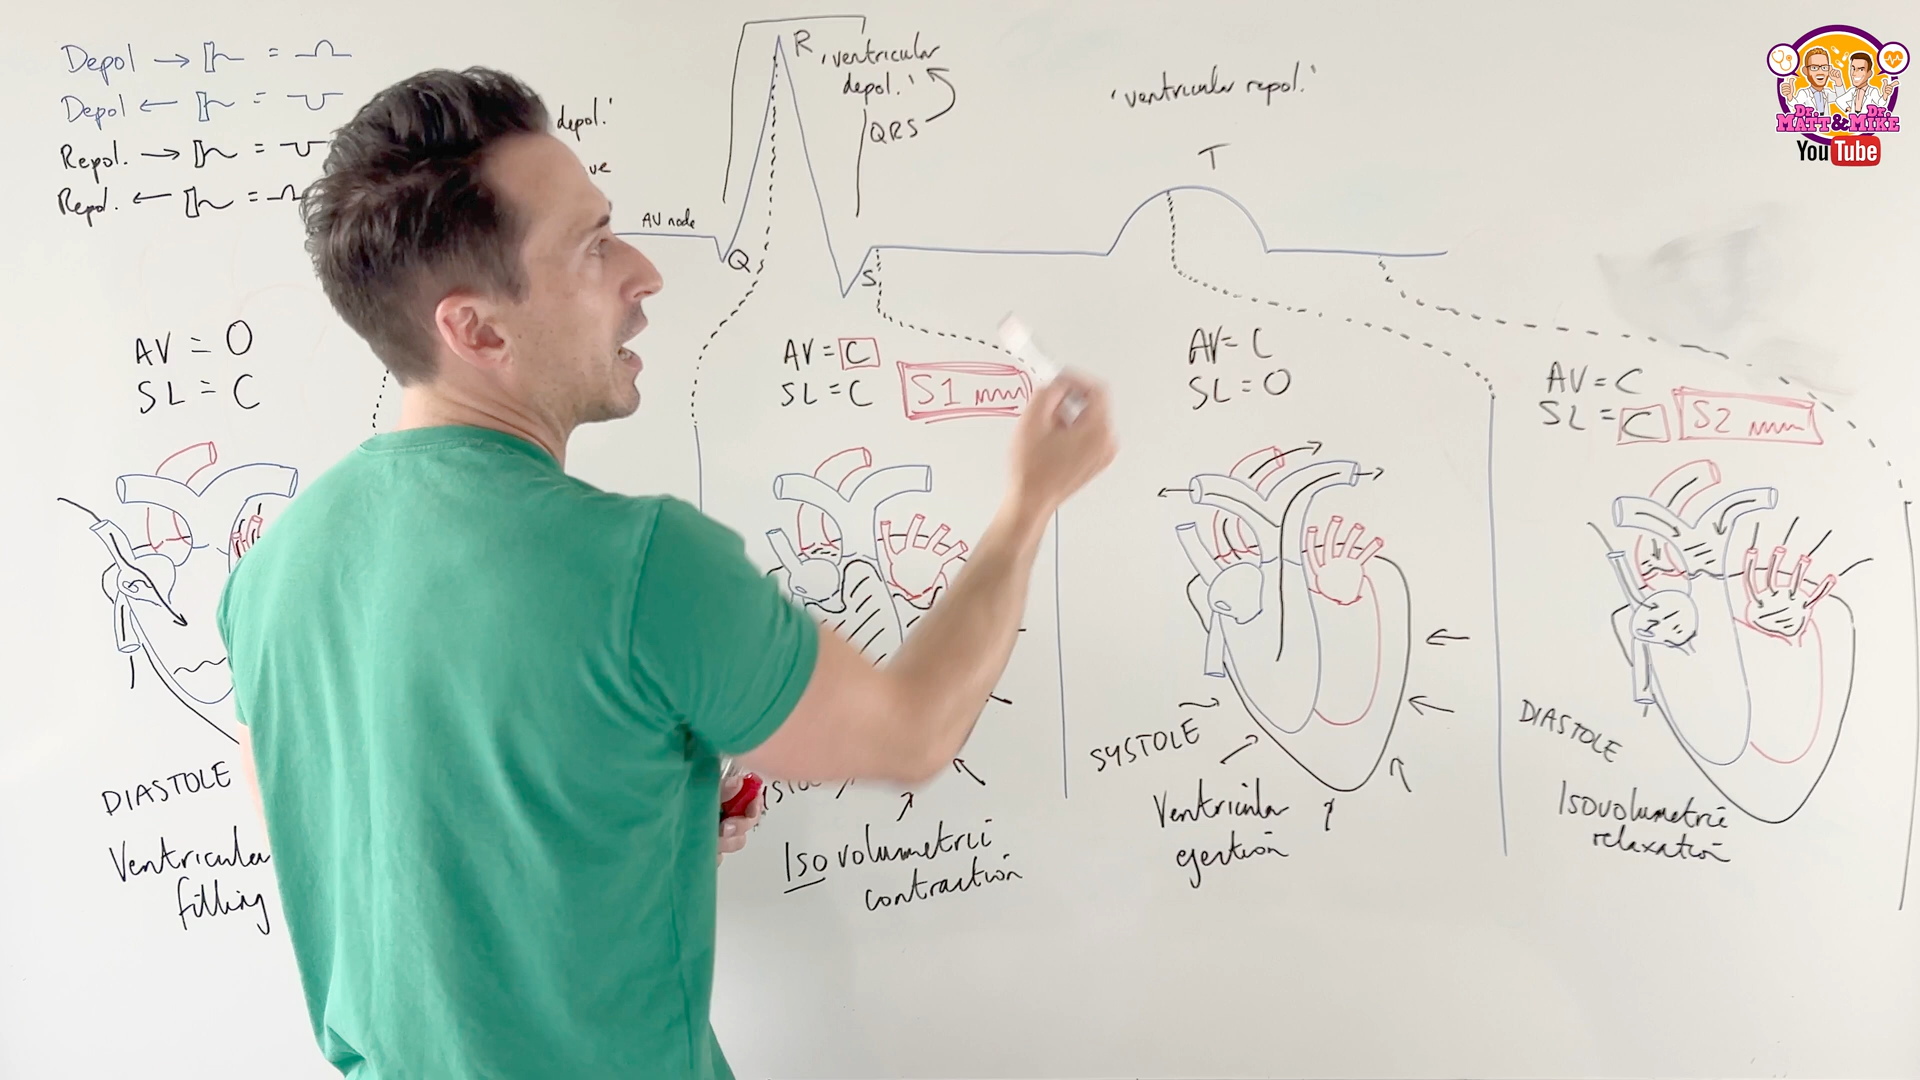 Depol → =
Depol ← =
Repol. → =
Repol. ← =
depol.'
ve
AV node
R
'ventricular
depol.'
QRS
Q
S
'ventricular repol.'
T
Dr. Dr.
MATT & MIKE
YouTube
AV = O
SL = C
DIASTOLE
Ventricular
filling
AV = C
SL = C
S1
Isovolumetric
contraction
AV = C
SL = O
SYSTOLE
Ventricular
ejection
AV = C
SL = C
S2
DIASTOLE
Isovolumetric
relaxation